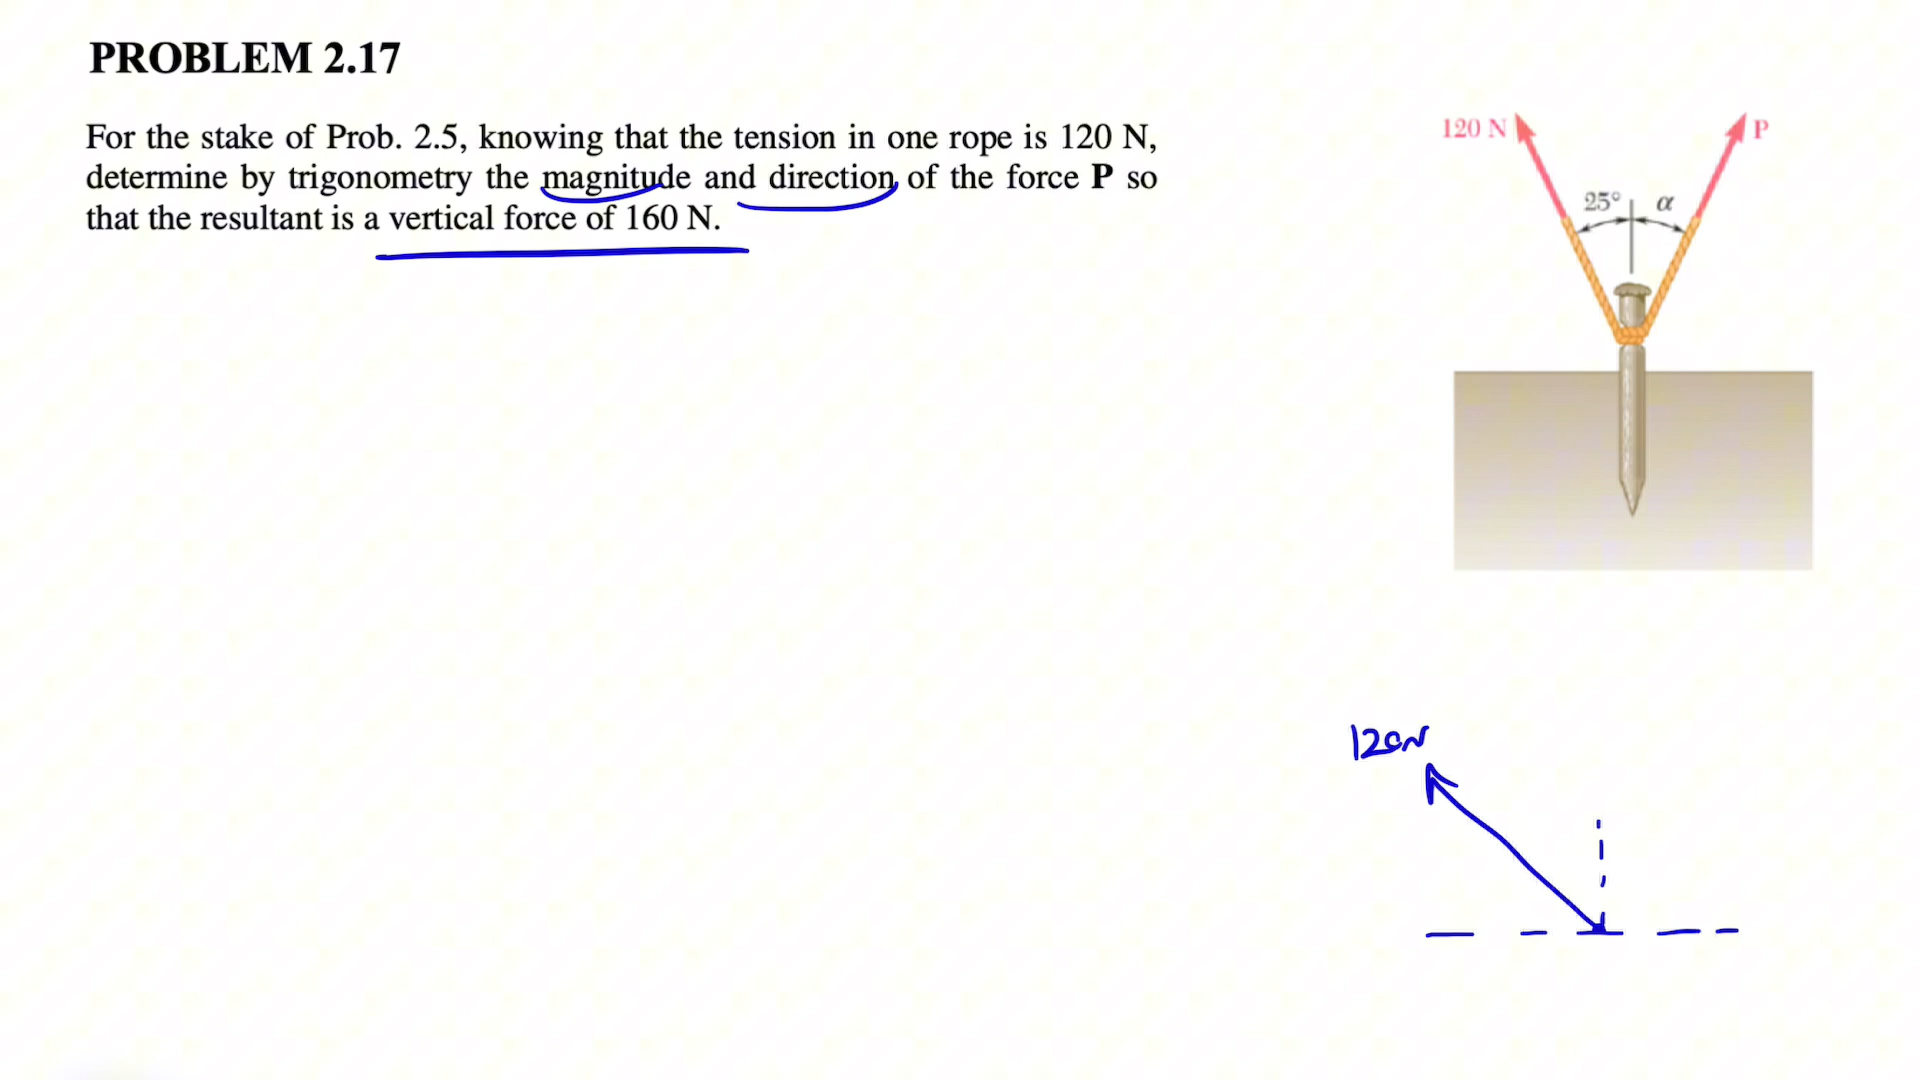 PROBLEM 2.17
For the stake of Prob. 2.5, knowing that the tension in one rope is 120 N,
determine by trigonometry the magnitude and direction of the force P so
that the resultant is a vertical force of 160 N.
120 N
P
25°
α
120N